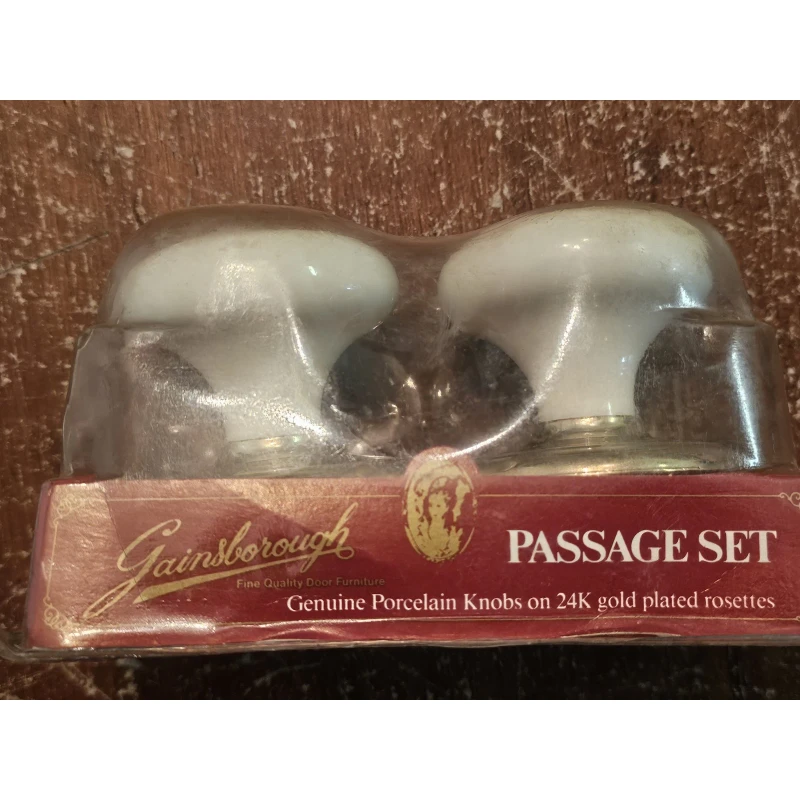 Gainsborough
Fine Quality Door Furniture
PASSAGE SET
Genuine Porcelain Knobs on 24K gold plated rosettes